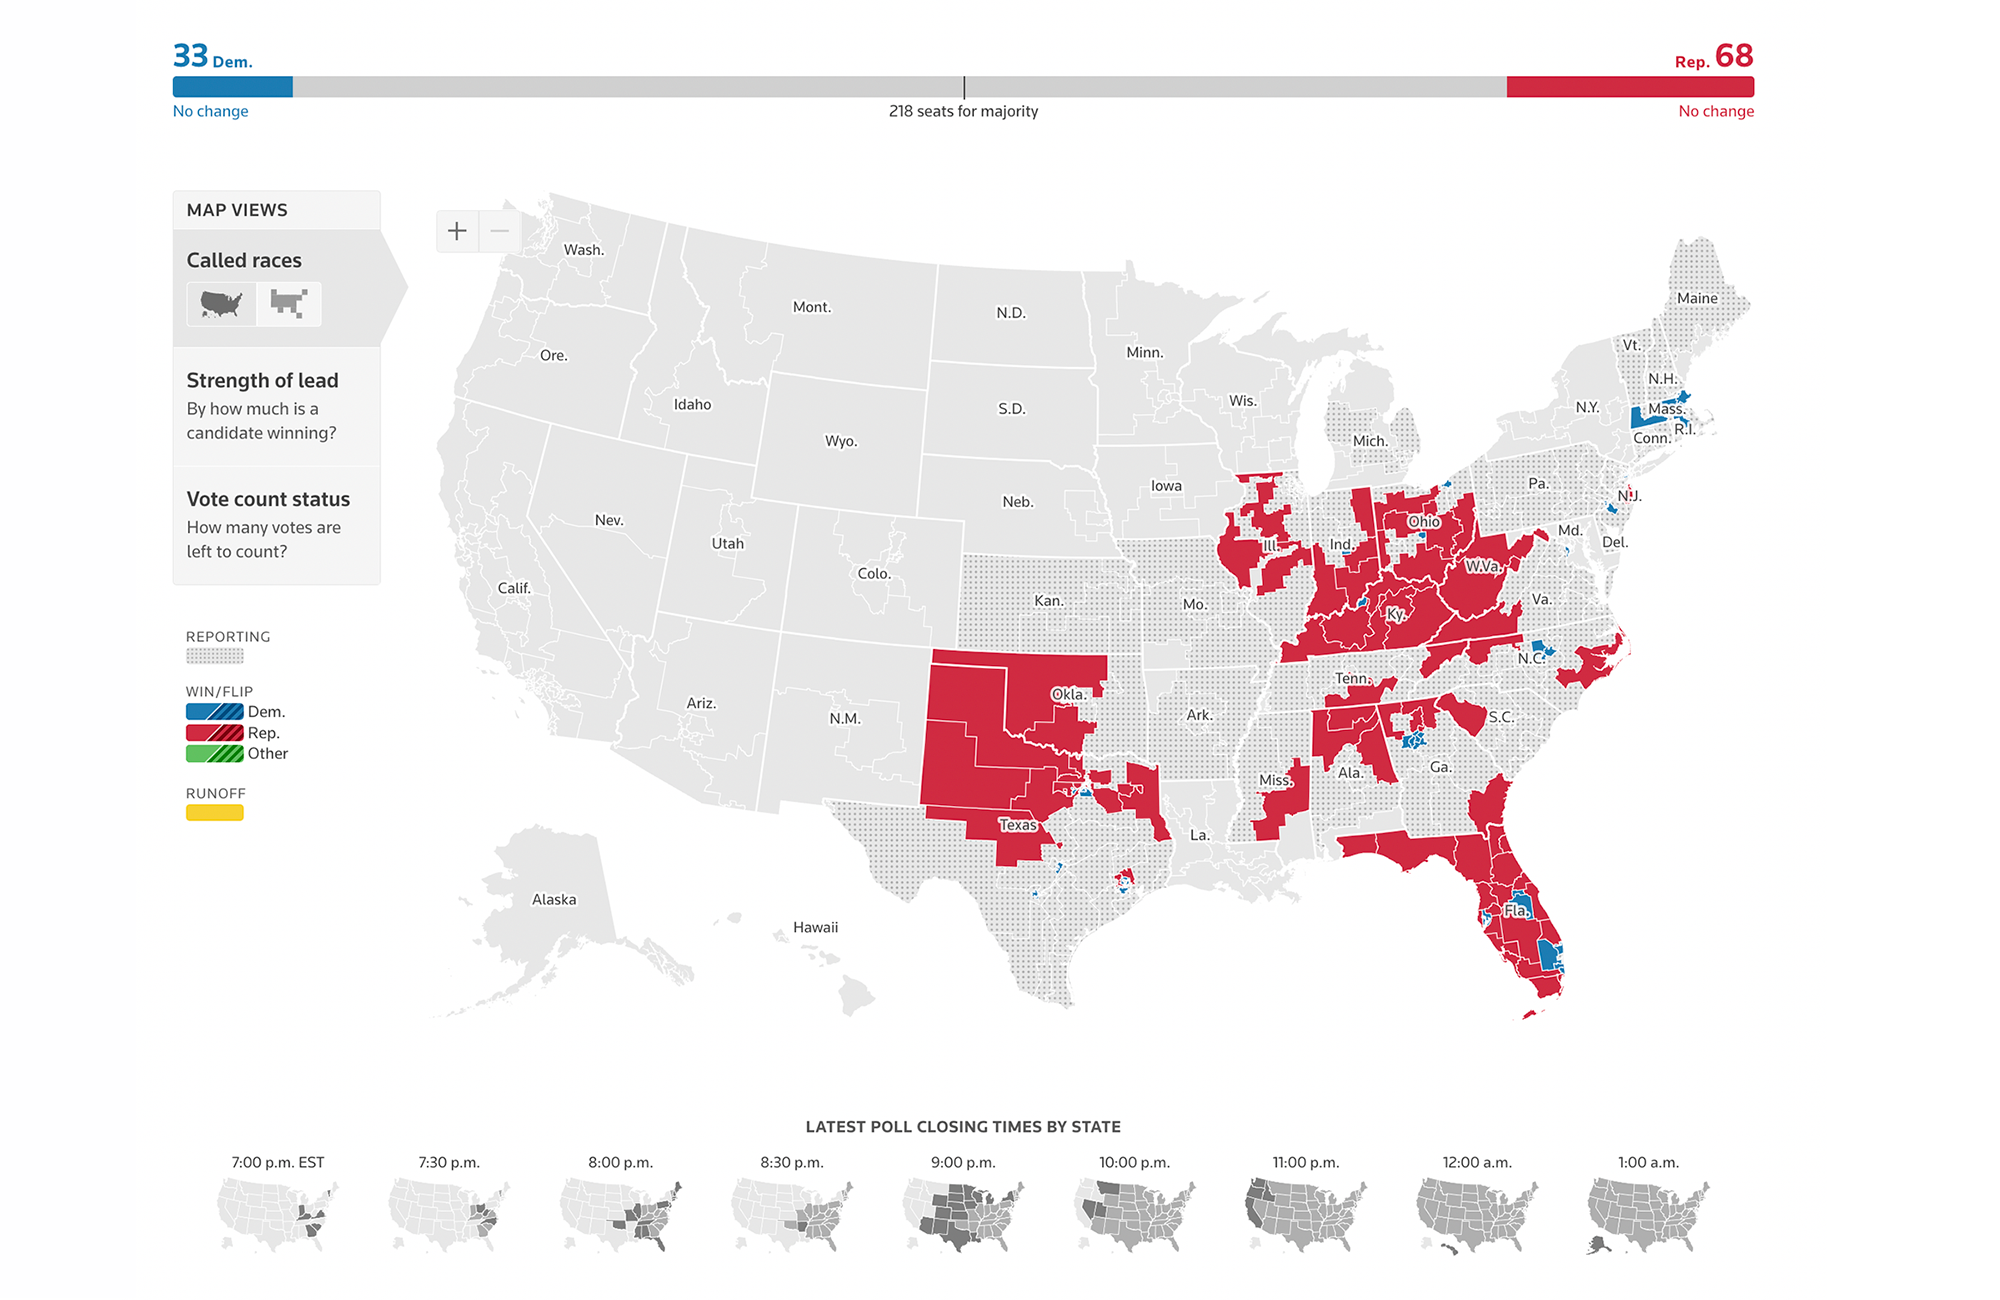 33 Dem.
Rep. 68
No change
218 seats for majority
No change
MAP VIEWS
Called races
Strength of lead
By how much is a
candidate winning?
Vote count status
How many votes are
left to count?
REPORTING
WIN/FLIP
Dem.
Rep.
Other
RUNOFF
+
−
Wash.
Mont.
N.D.
Minn.
Maine
Vt.
Ore.
Idaho
S.D.
Wis.
N.H.
N.Y.
Mass.
Wyo.
Mich.
Conn.
R.I.
Neb.
Iowa
Pa.
N.J.
Nev.
Utah
Ohio
Ill.
Ind.
Md.
Del.
Calif.
Colo.
Kan.
Mo.
W.Va.
Ky.
Va.
Ariz.
N.M.
Okla.
Ark.
Tenn.
N.C.
S.C.
Texas
La.
Miss.
Ala.
Ga.
Fla.
Alaska
Hawaii
LATEST POLL CLOSING TIMES BY STATE
7:00 p.m. EST
7:30 p.m.
8:00 p.m.
8:30 p.m.
9:00 p.m.
10:00 p.m.
11:00 p.m.
12:00 a.m.
1:00 a.m.